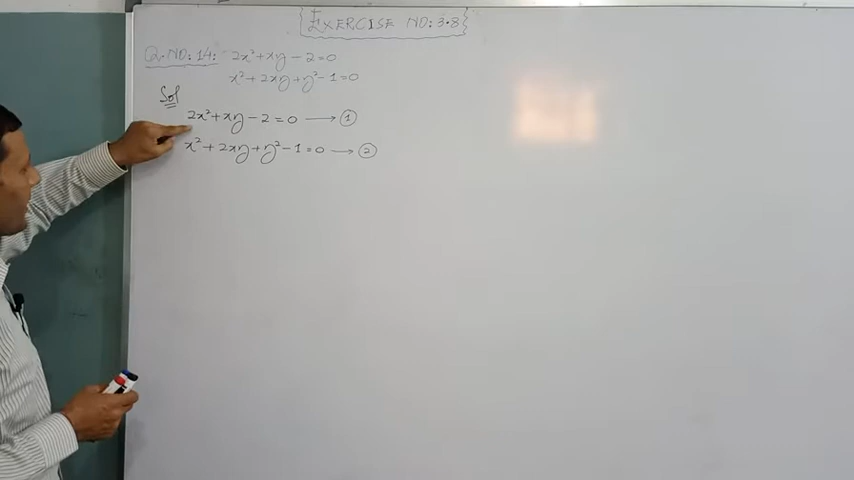 EXERCISE NO: 3.8
Q.NO: 14: 2x² + xy - 2 = 0
x² + 2xy + y² - 1 = 0
Sol
2x² + xy - 2 = 0 → ①
x² + 2xy + y² - 1 = 0 → ②